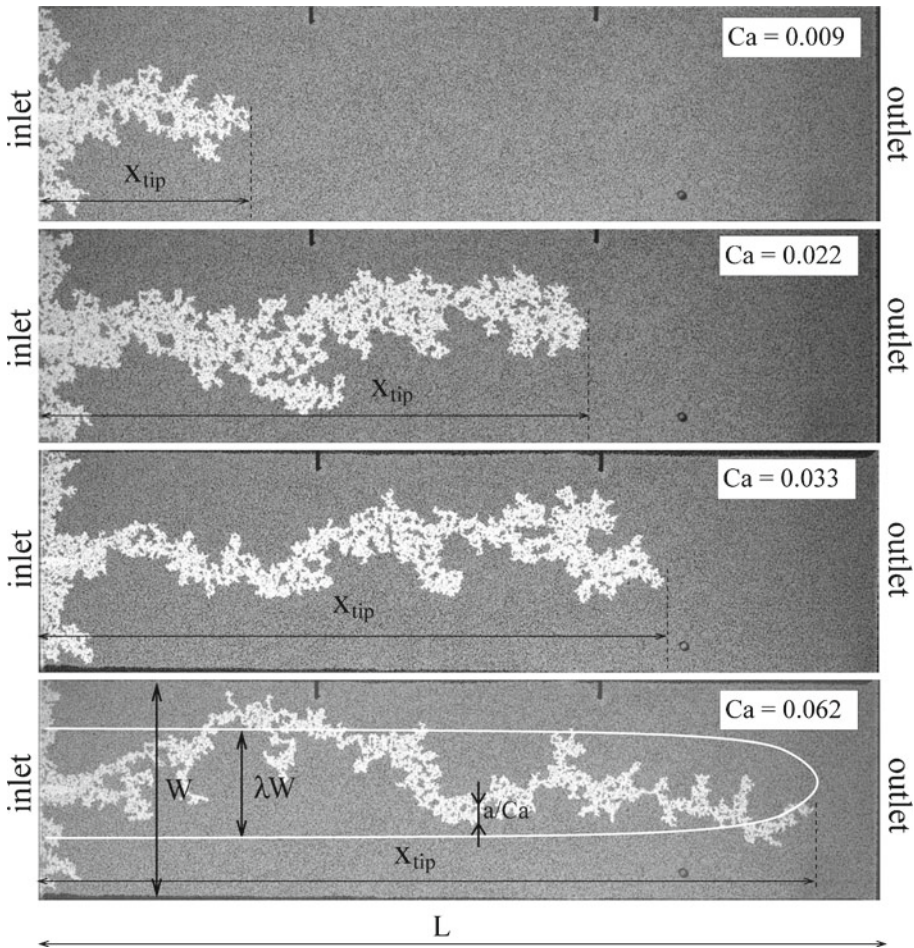 Ca = 0.009
inlet
outlet
x_tip
Ca = 0.022
inlet
outlet
x_tip
Ca = 0.033
inlet
outlet
x_tip
Ca = 0.062
inlet
outlet
W
λW
a/Ca
x_tip
L